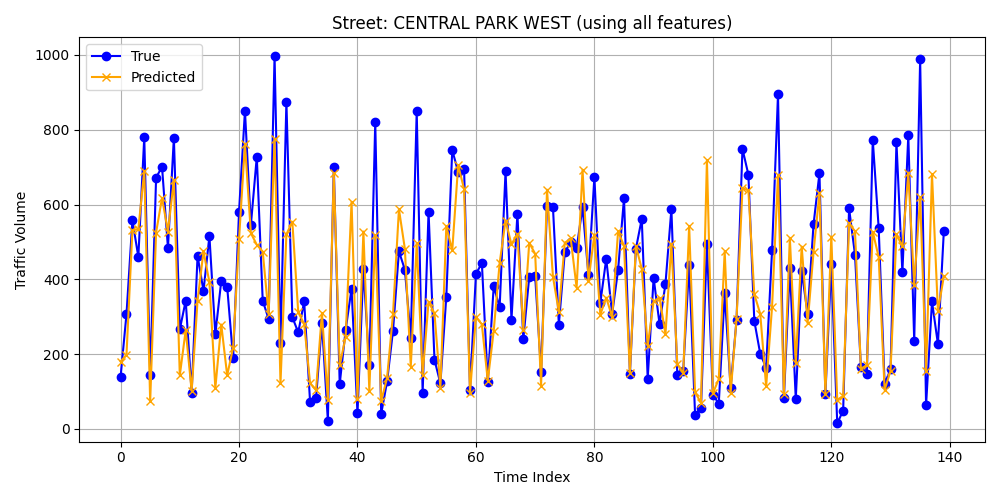 Street: CENTRAL PARK WEST (using all features)
True
Predicted
Traffic Volume
1000
800
600
400
200
0
0 20 40 60 80 100 120 140
Time Index